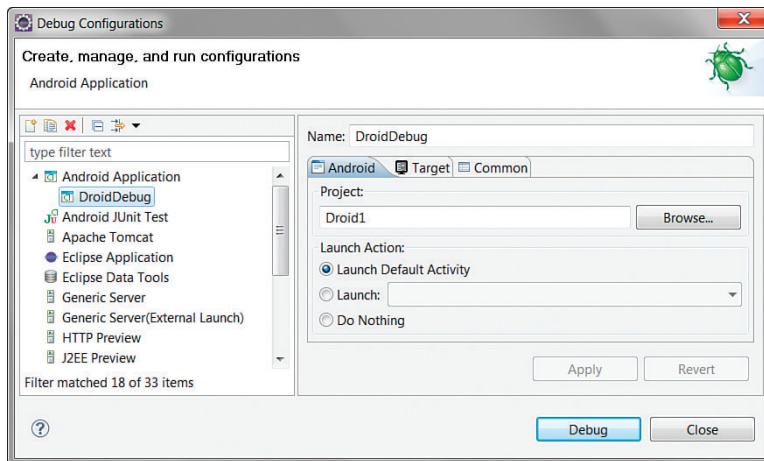 Debug Configurations
Create, manage, and run configurations
Android Application
type filter text
Android Application
DroidDebug
Android JUnit Test
Apache Tomcat
Eclipse Application
Eclipse Data Tools
Generic Server
Generic Server(External Launch)
HTTP Preview
J2EE Preview
Filter matched 18 of 33 items
Name: DroidDebug
Android Target Common
Project:
Droid1 Browse...
Launch Action:
Launch Default Activity
Launch:
Do Nothing
Apply Revert
? Debug Close